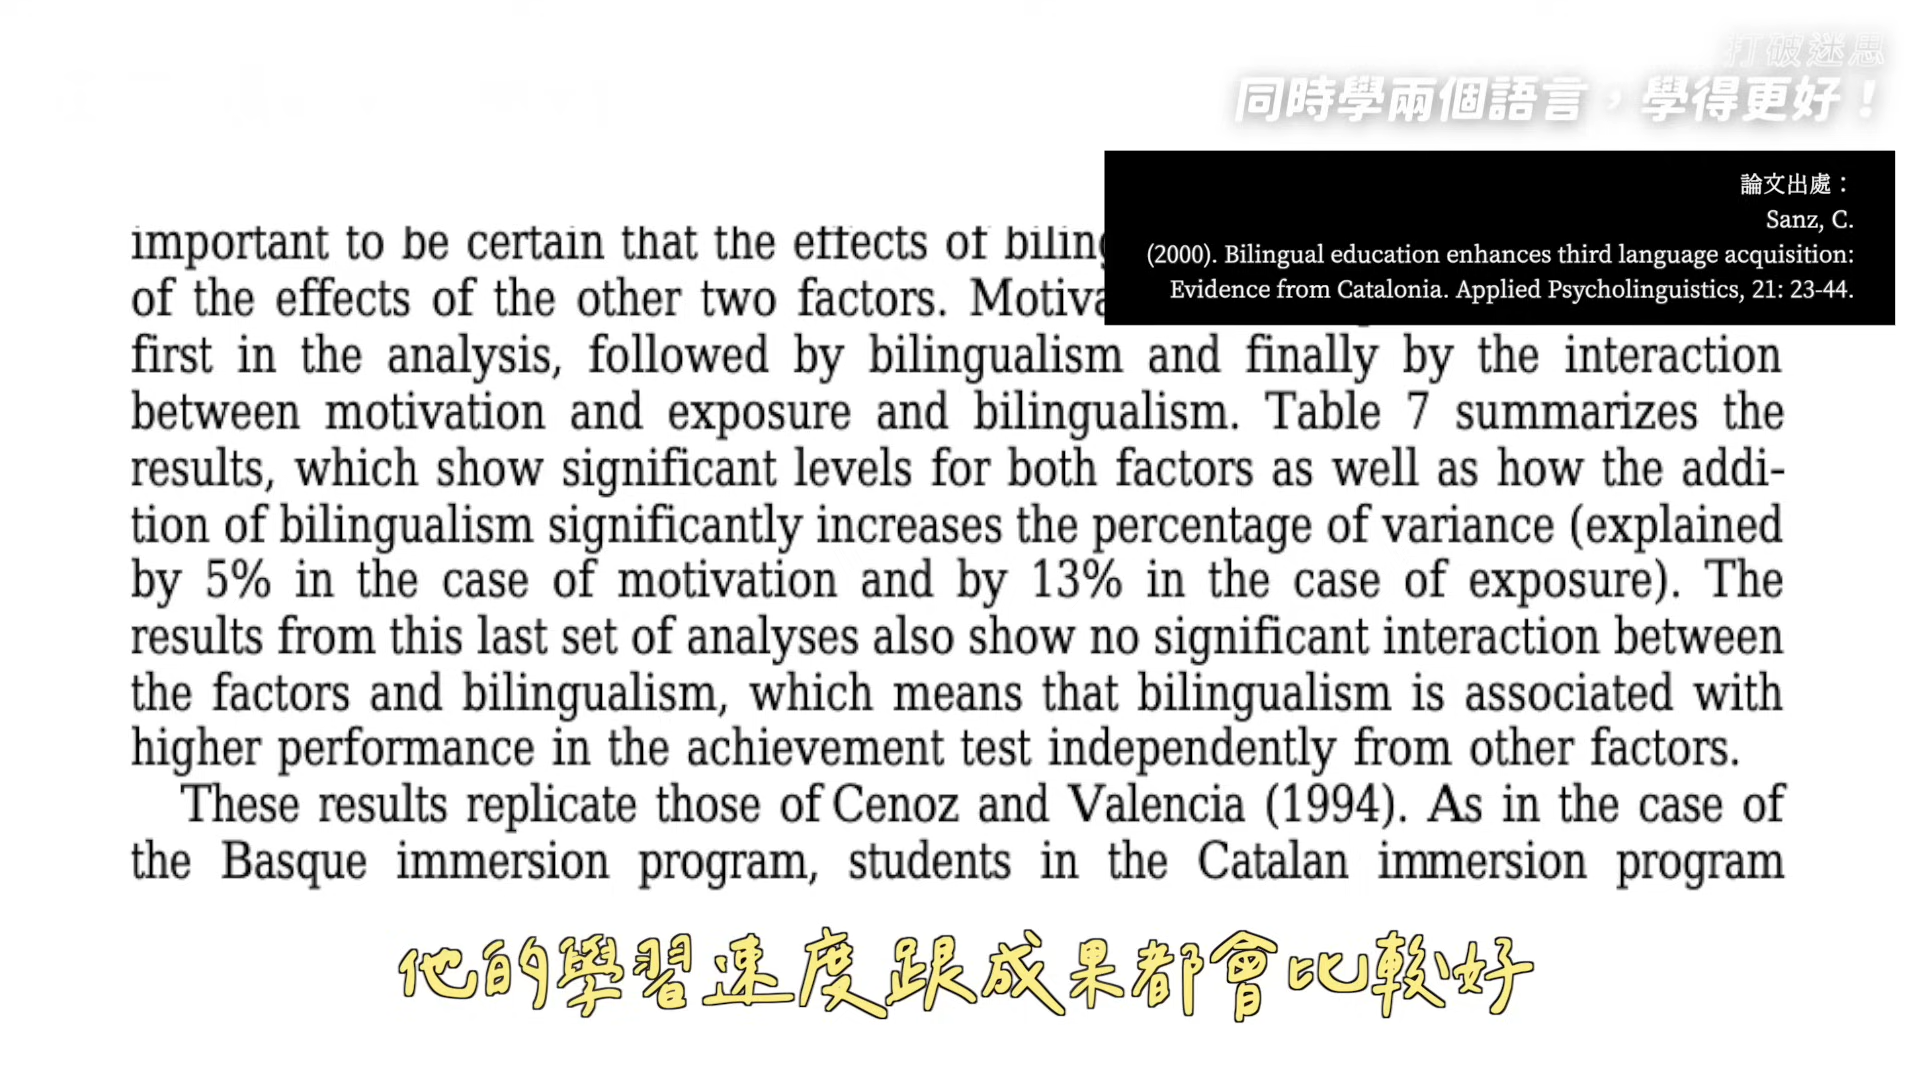 打破迷思
同時學兩個語言，學得更好！
論文出處：
Sanz, C.
(2000). Bilingual education enhances third language acquisition:
Evidence from Catalonia. Applied Psycholinguistics, 21: 23-44.
important to be certain that the effects of
of the effects of the other two factors.
first in the analysis, followed by bilingualism and finally by the interaction
between motivation and exposure and bilingualism. Table 7 summarizes the
results, which show significant levels for both factors as well as how the addi-
tion of bilingualism significantly increases the percentage of variance (explained
by 5% in the case of motivation and by 13% in the case of exposure). The
results from this last set of analyses also show no significant interaction between
the factors and bilingualism, which means that bilingualism is associated with
higher performance in the achievement test independently from other factors.
These results replicate those of Cenoz and Valencia (1994). As in the case of
the Basque immersion program, students in the Catalan immersion program
他的學習速度跟成果都會比較好